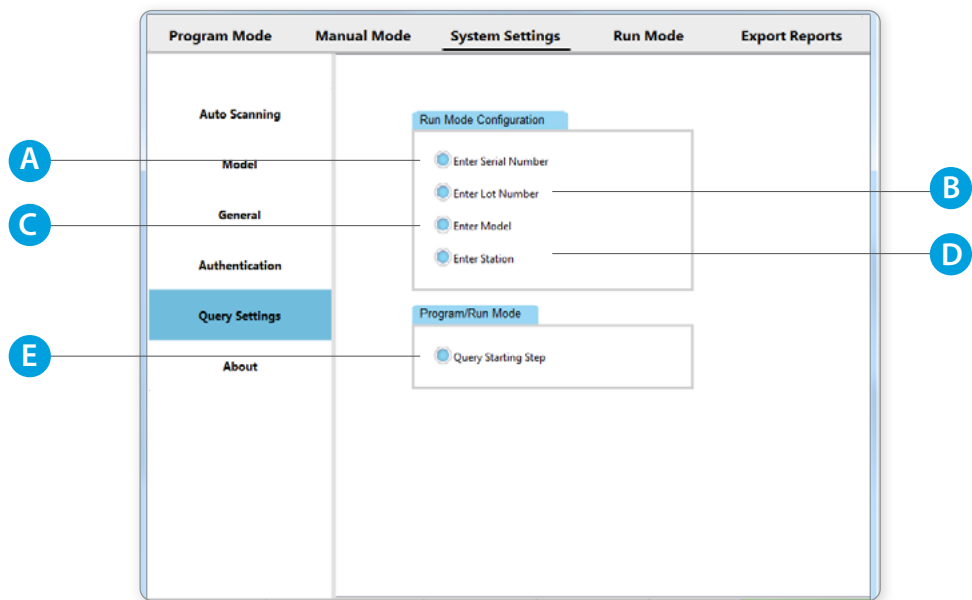 Program Mode Manual Mode System Settings Run Mode Export Reports
Auto Scanning
Model
General
Authentication
Query Settings
About
Run Mode Configuration
A
Enter Serial Number
Enter Lot Number
B
C
Enter Model
Enter Station
D
Program/Run Mode
E
Query Starting Step